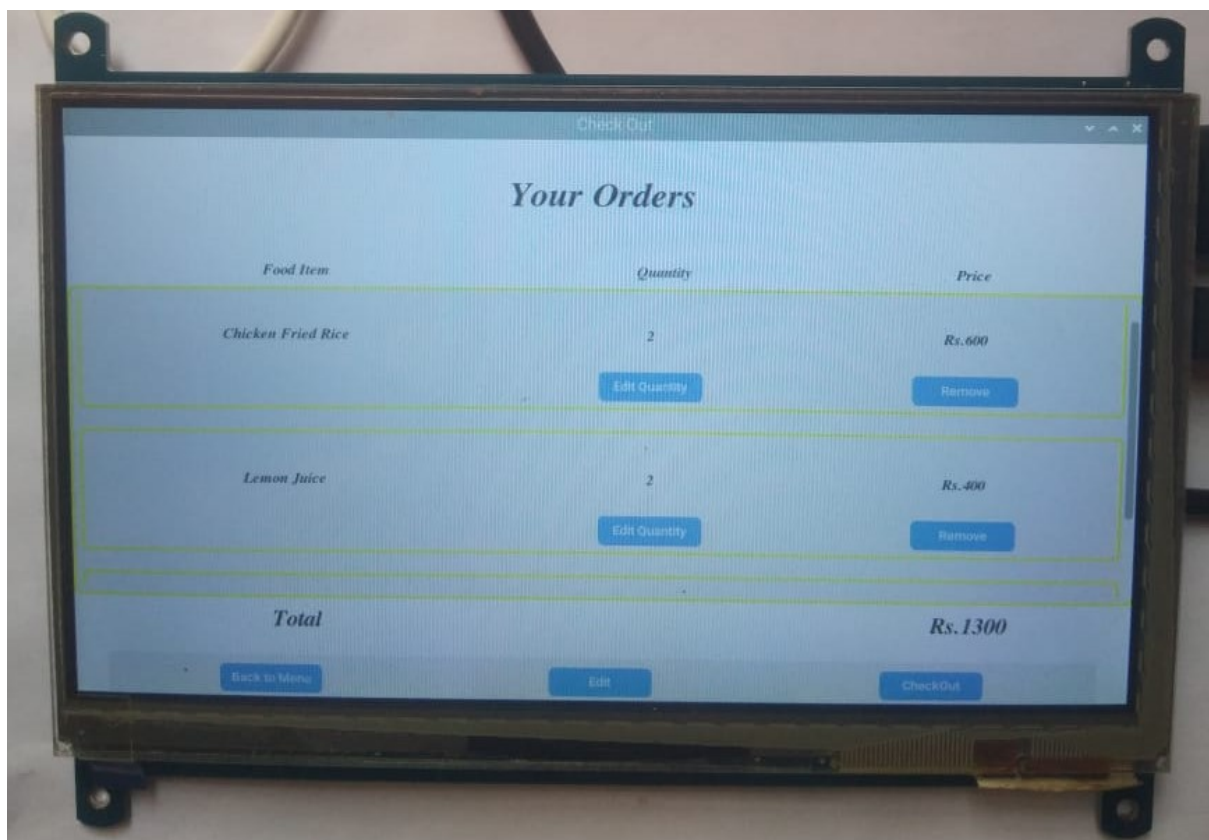 Check Out
Your Orders
Food Item Quantity Price
Chicken Fried Rice 2 Rs.600
Edit Quantity Remove
Lemon Juice 2 Rs.400
Edit Quantity Remove
Total Rs.1300
Back to Menu Edit CheckOut